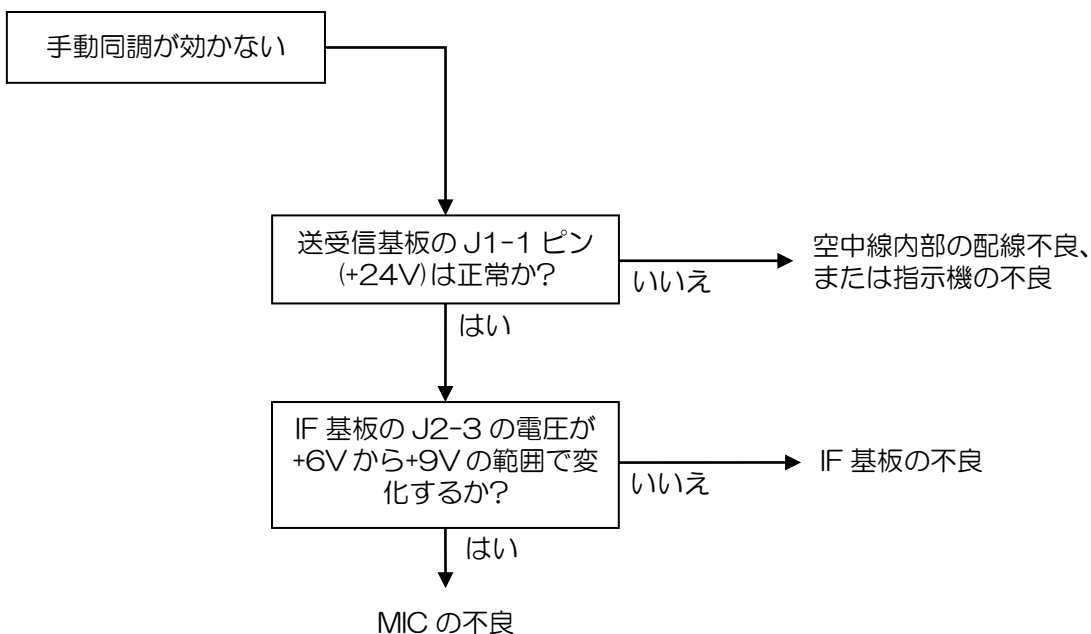 手動同調が効かない
送受信基板の J1-1 ピン
(+24V)は正常か?
いいえ
空中線内部の配線不良、
または指示機の不良
はい
IF 基板の J2-3 の電圧が
+6V から+9V の範囲で変
化するか?
いいえ
IF 基板の不良
はい
MIC の不良